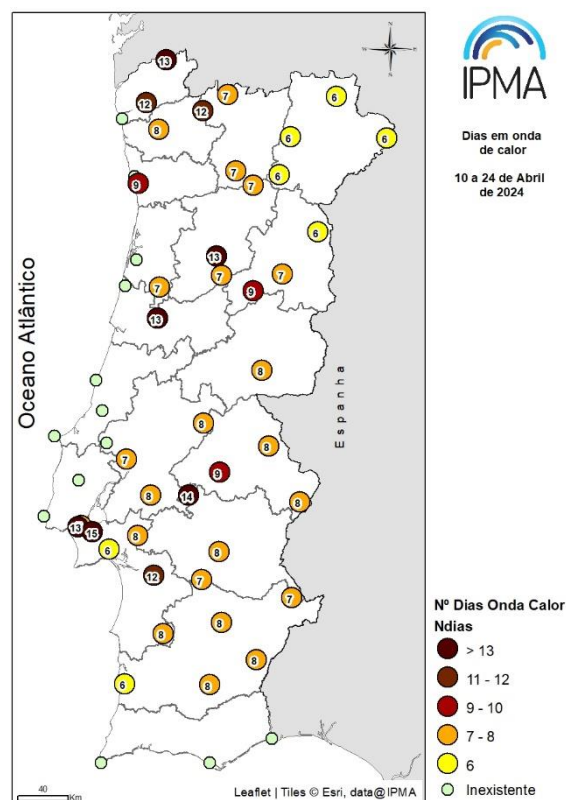 IPMA
Dias em onda
de calor
10 a 24 de Abril
de 2024
N
W
E
S
13
12
12
7
6
8
6
6
7
6
9
7
6
13
7
7
7
9
13
8
8
8
7
9
8
14
8
13
15
8
6
8
12
7
7
8
8
8
6
8
Oceano Atlântico
Espanha
Nº Dias Onda Calor
Ndias
> 13
11 - 12
9 - 10
7 - 8
6
Inexistente
40
Km
Leaflet | Tiles © Esri, data@IPMA